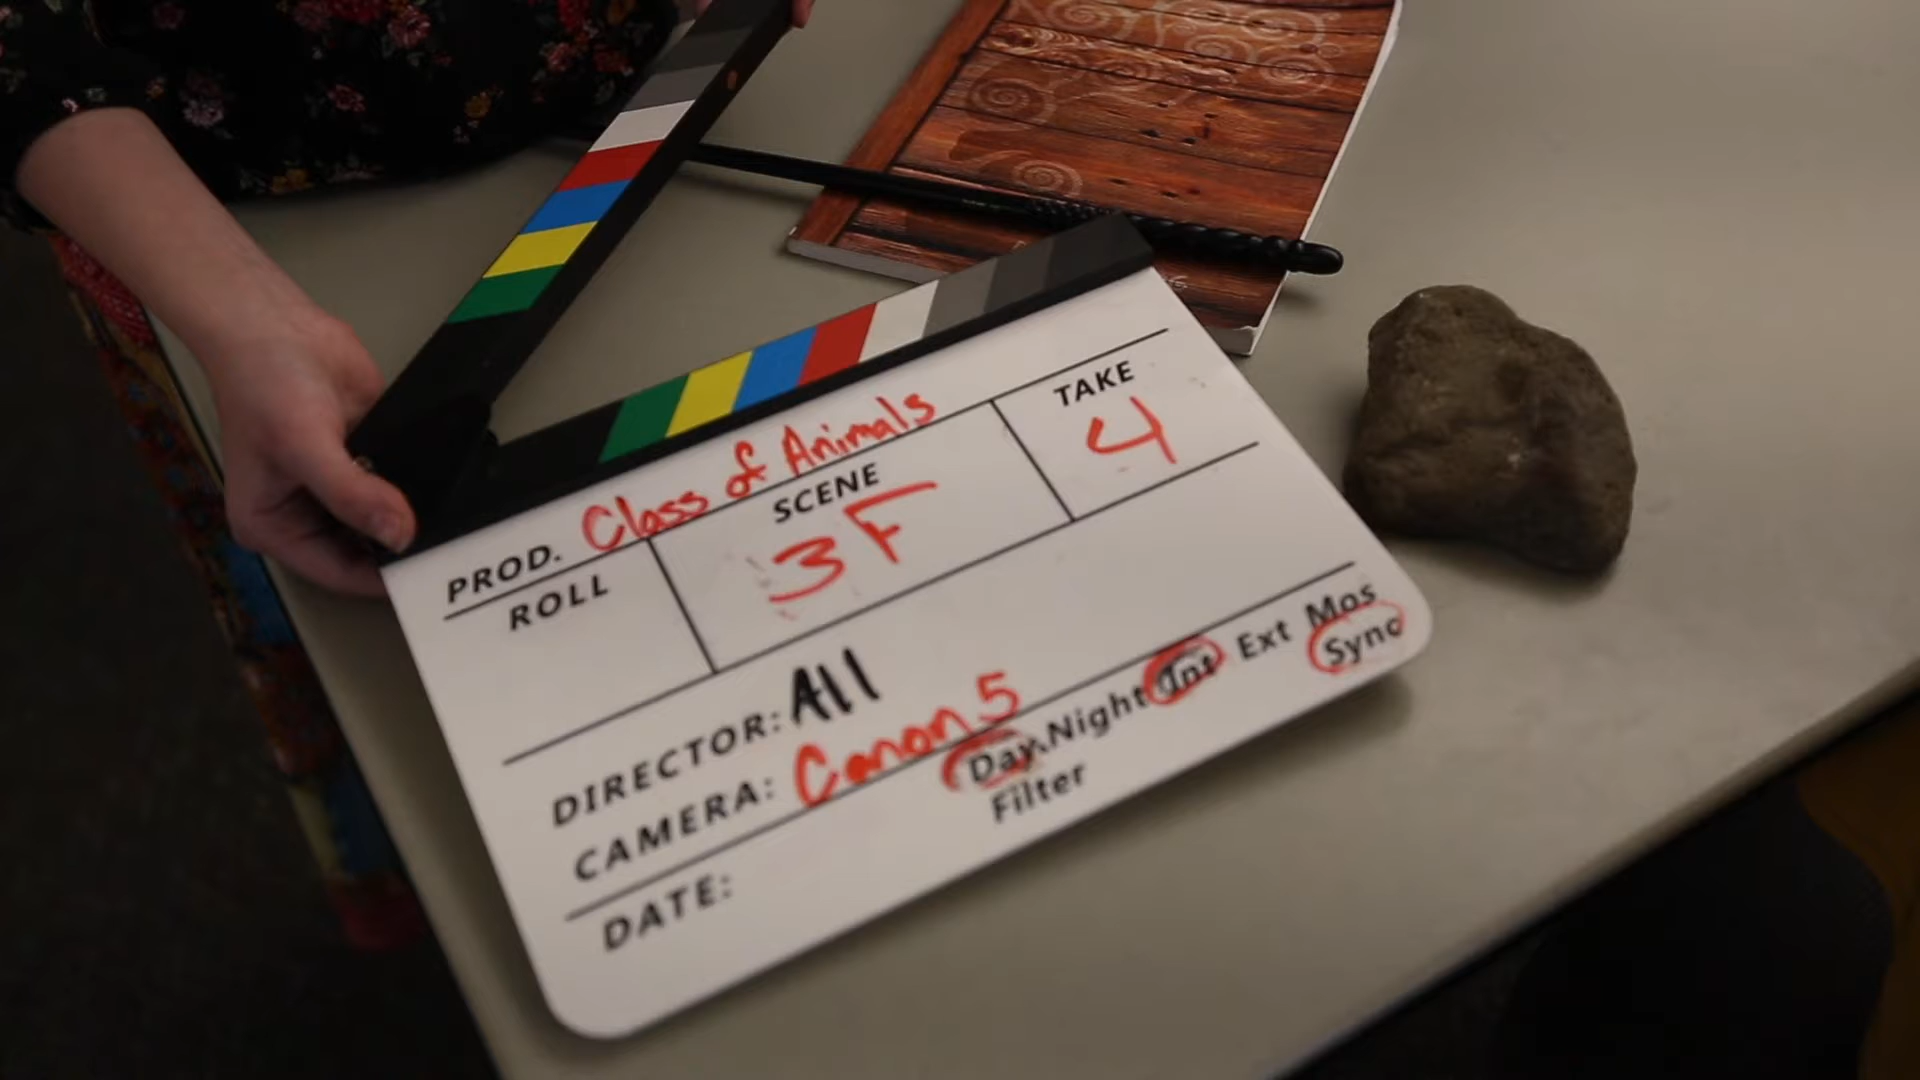 PROD. Class of Animals
ROLL
SCENE
3F
TAKE
4
DIRECTOR: All
CAMERA: Canon 5
Day Night Int Ext Mos
Filter Sync
DATE: